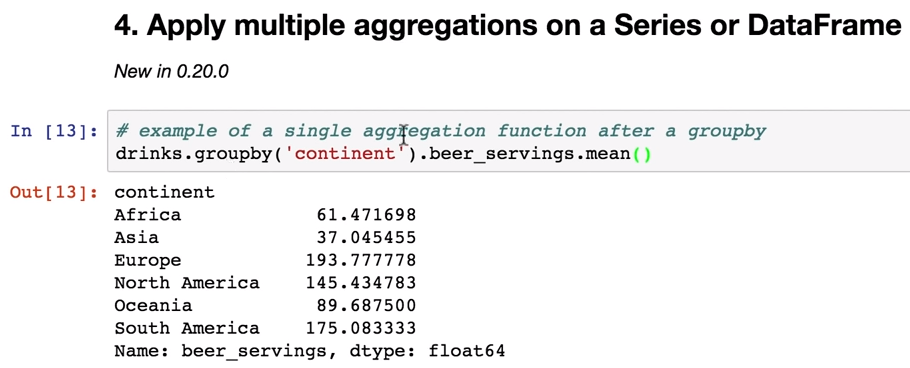 4. Apply multiple aggregations on a Series or DataFrame
New in 0.20.0
In [13]: # example of a single aggregation function after a groupby
drinks.groupby('continent').beer_servings.mean()
Out[13]: continent
Africa 61.471698
Asia 37.045455
Europe 193.777778
North America 145.434783
Oceania 89.687500
South America 175.083333
Name: beer_servings, dtype: float64